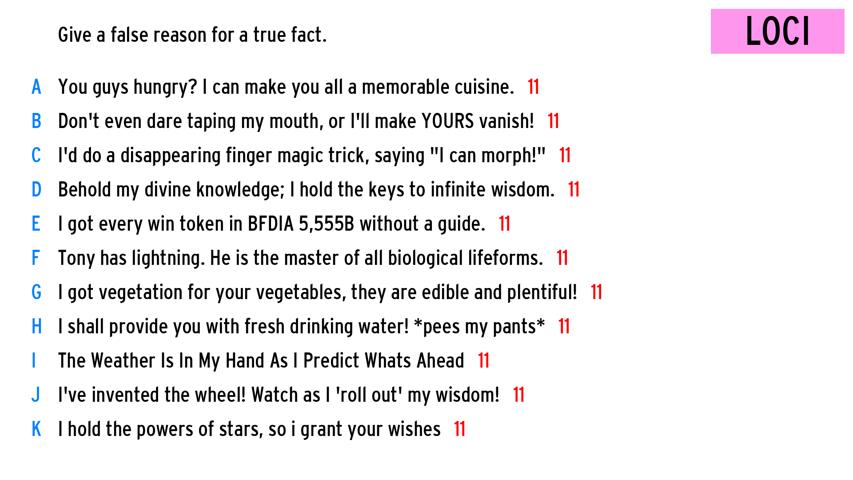 Give a false reason for a true fact.
LOCI
A You guys hungry? I can make you all a memorable cuisine. 11
B Don't even dare taping my mouth, or I'll make YOURS vanish! 11
C I'd do a disappearing finger magic trick, saying "I can morph!" 11
D Behold my divine knowledge; I hold the keys to infinite wisdom. 11
E I got every win token in BFDIA 5,555B without a guide. 11
F Tony has lightning. He is the master of all biological lifeforms. 11
G I got vegetation for your vegetables, they are edible and plentiful! 11
H I shall provide you with fresh drinking water! *pees my pants* 11
I The Weather Is In My Hand As I Predict Whats Ahead 11
J I've invented the wheel! Watch as I 'roll out' my wisdom! 11
K I hold the powers of stars, so i grant your wishes 11